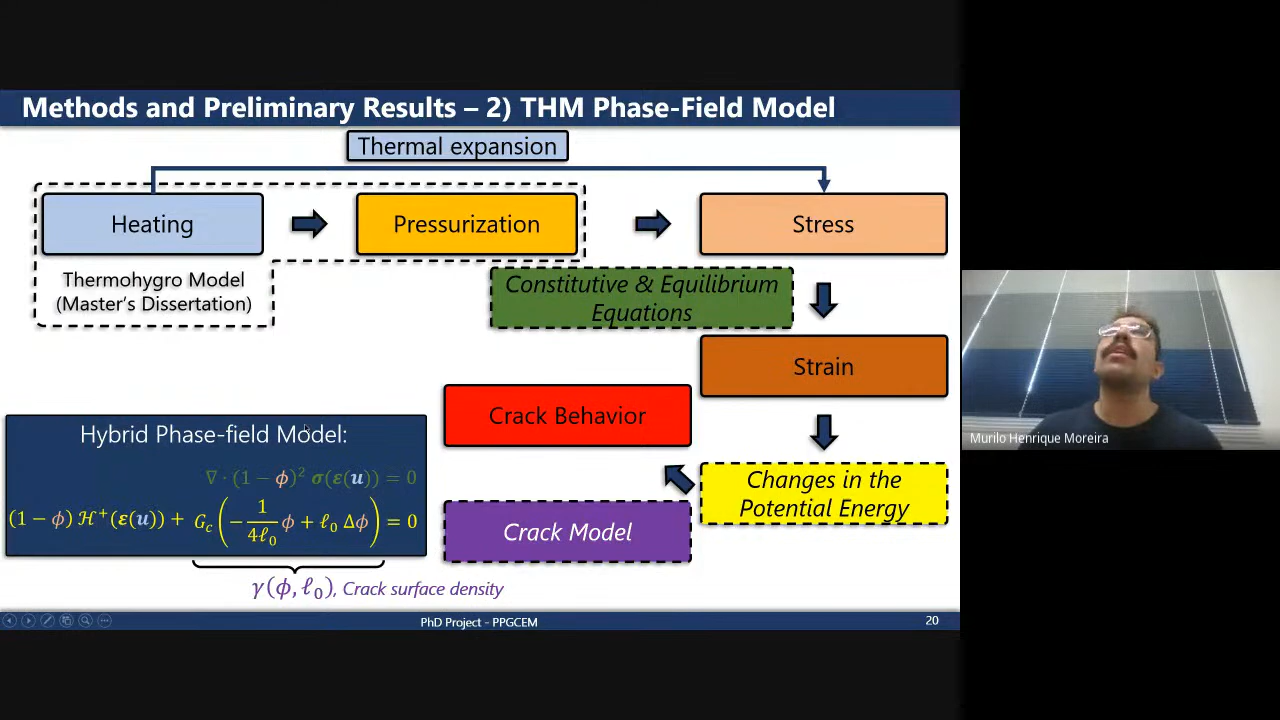 Methods and Preliminary Results – 2) THM Phase-Field Model
Thermal expansion
Heating
Pressurization
Stress
Thermohygro Model
(Master's Dissertation)
Constitutive & Equilibrium
Equations
Strain
Crack Behavior
Changes in the
Potential Energy
Crack Model
Hybrid Phase-field Model:
∇ · (1 − ϕ)² σ(ε(u)) = 0
(1 − ϕ) ℋ⁺(ε(u)) + G_c (− 1/(4ℓ₀) ϕ + ℓ₀ Δϕ) = 0
γ(ϕ, ℓ₀), Crack surface density
PhD Project - PPGCEM
20
Murilo Henrique Moreira